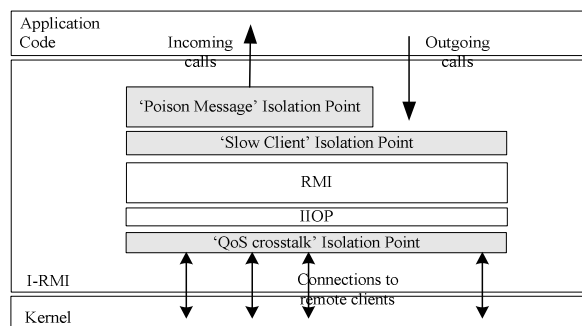 Application
Code
Incoming
calls
Outgoing
calls
‘Poison Message’ Isolation Point
‘Slow Client’ Isolation Point
RMI
IIOP
‘QoS crosstalk’ Isolation Point
Connections to
remote clients
I-RMI
Kernel